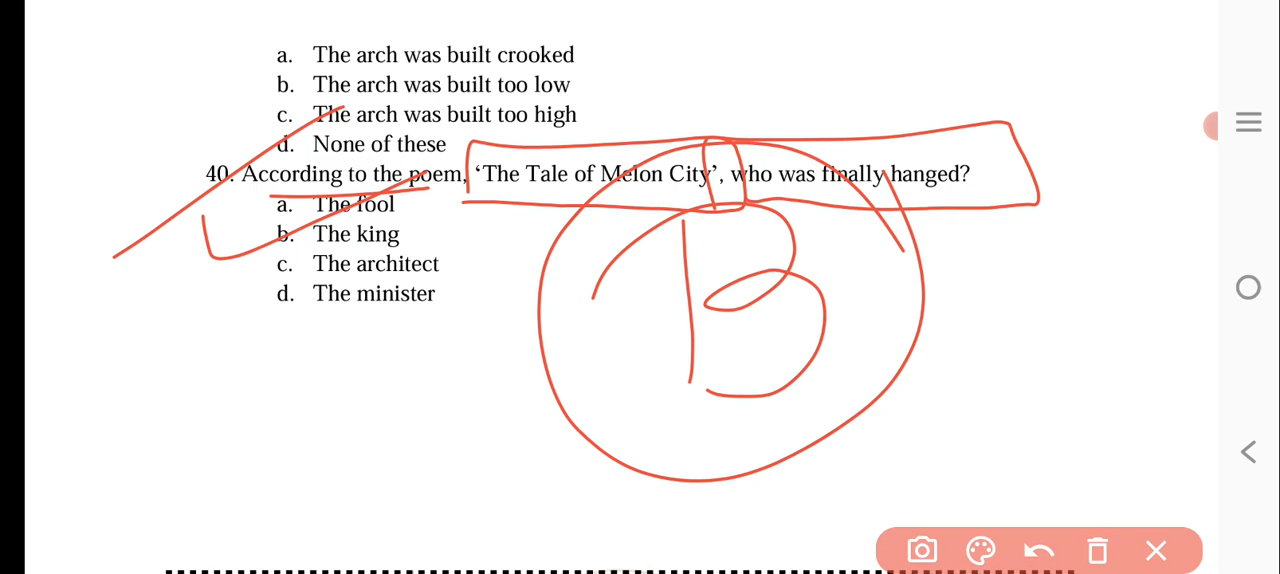 a. The arch was built crooked
b. The arch was built too low
c. The arch was built too high
d. None of these
40. According to the poem, ‘The Tale of Melon City’, who was finally hanged?
a. The fool
b. The king
c. The architect
d. The minister
B